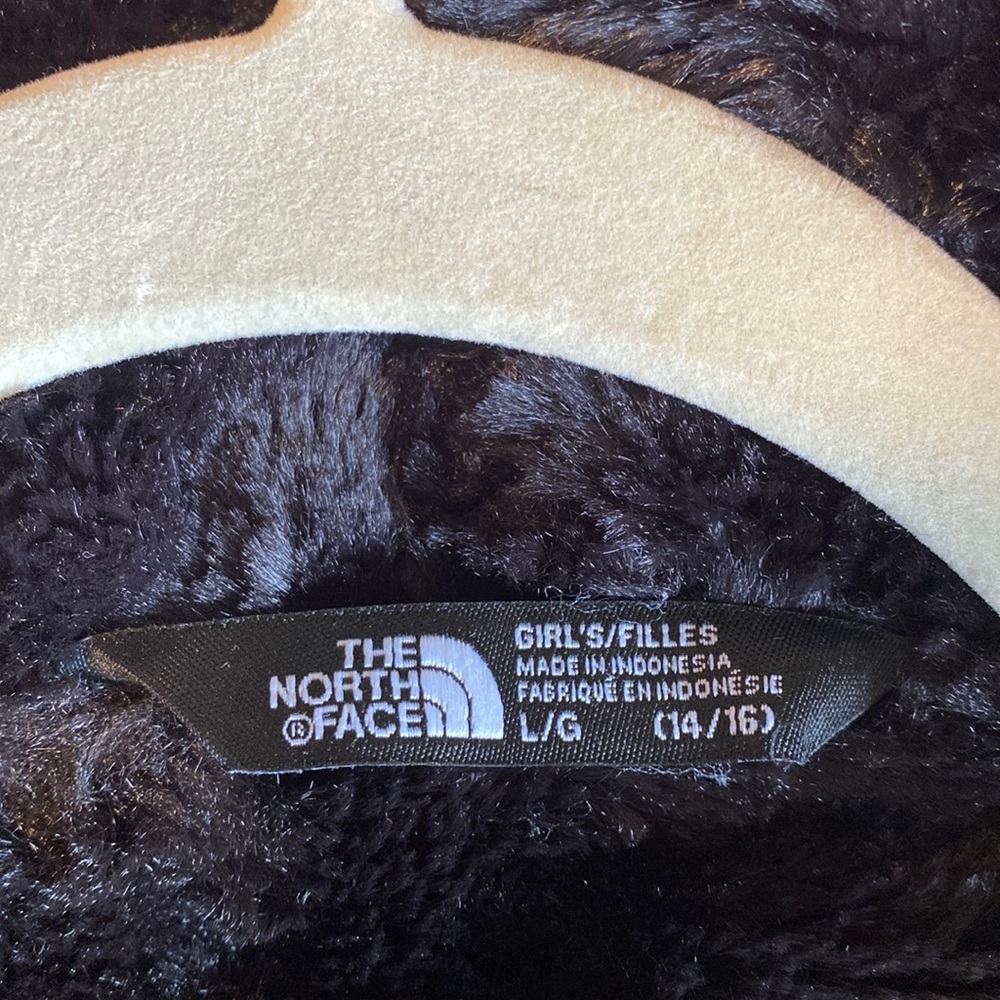 THE
NORTH
®FACE
GIRL'S/FILLES
MADE IN INDONESIA
FABRIQUÉ EN INDONÉSIE
L/G (14/16)